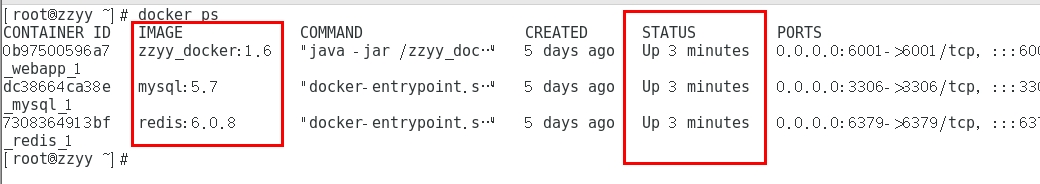 [root@zzyy ~]# docker ps
CONTAINER ID IMAGE COMMAND CREATED STATUS PORTS
0b97500596a7 zzyy_docker:1.6 "java -jar /zzyy_doc…" 5 days ago Up 3 minutes 0.0.0.0:6001->6001/tcp, :::600
_webapp_1
dc38664ca38e mysql:5.7 "docker-entrypoint.s…" 5 days ago Up 3 minutes 0.0.0.0:3306->3306/tcp, :::330
_mysql_1
7308364913bf redis:6.0.8 "docker-entrypoint.s…" 5 days ago Up 3 minutes 0.0.0.0:6379->6379/tcp, :::637
_redis_1
[root@zzyy ~]#